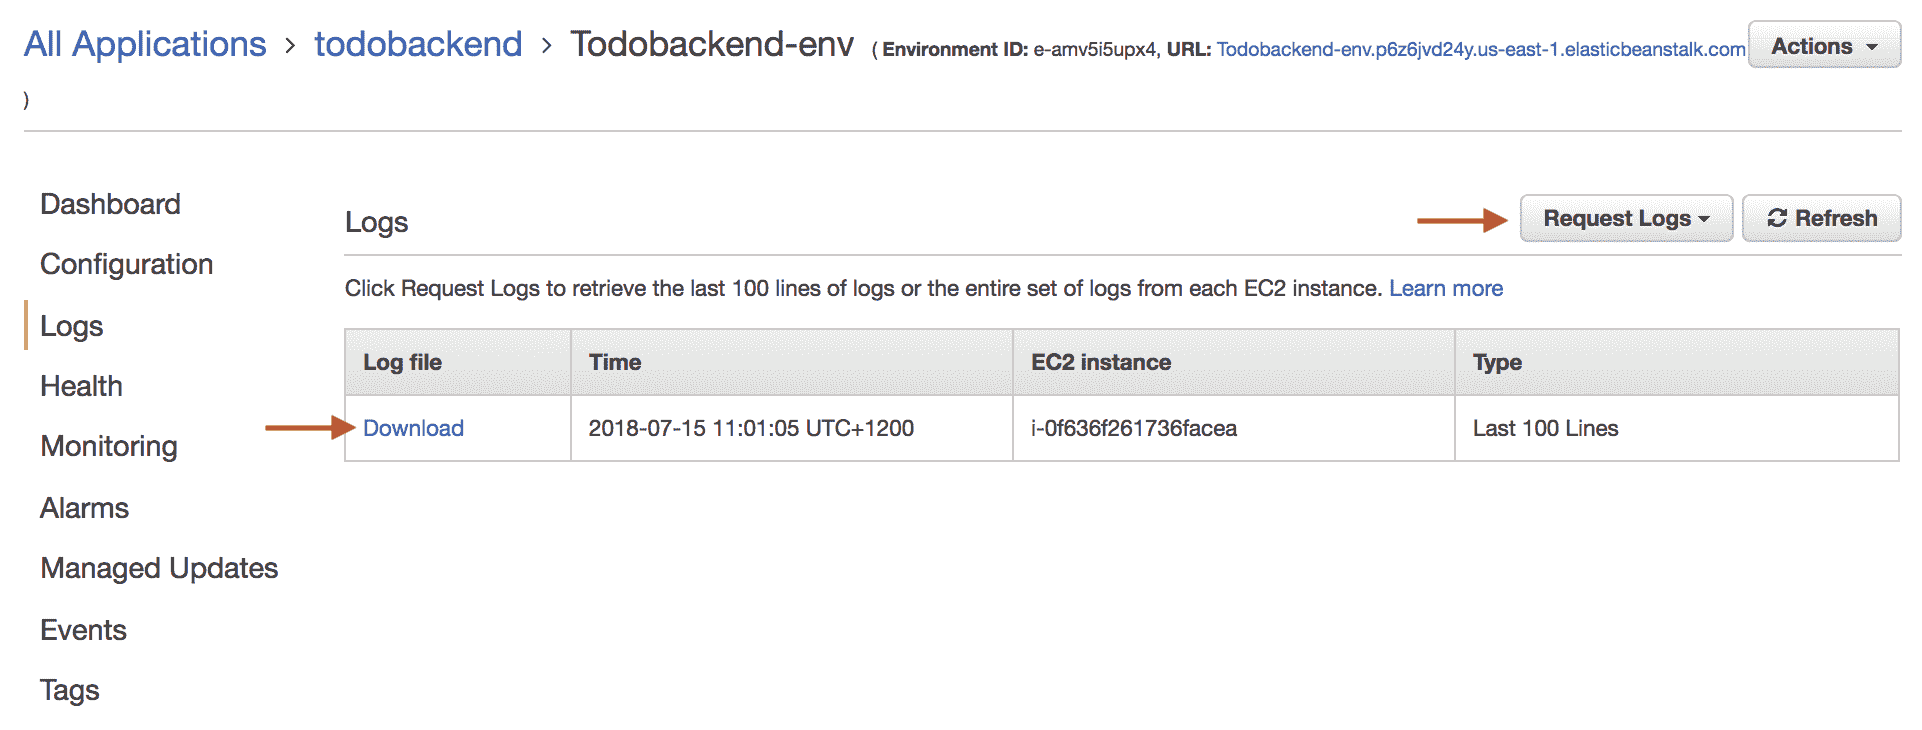 All Applications › todobackend › Todobackend-env ( Environment ID: e-amv5i5upx4, URL: Todobackend-env.p6z6jvd24y.us-east-1.elasticbeanstalk.com Actions
)
Dashboard
Configuration
Logs
Health
Monitoring
Alarms
Managed Updates
Events
Tags
Logs Request Logs Refresh
Click Request Logs to retrieve the last 100 lines of logs or the entire set of logs from each EC2 instance. Learn more
Log file Time EC2 instance Type
Download 2018-07-15 11:01:05 UTC+1200 i-0f636f261736facea Last 100 Lines